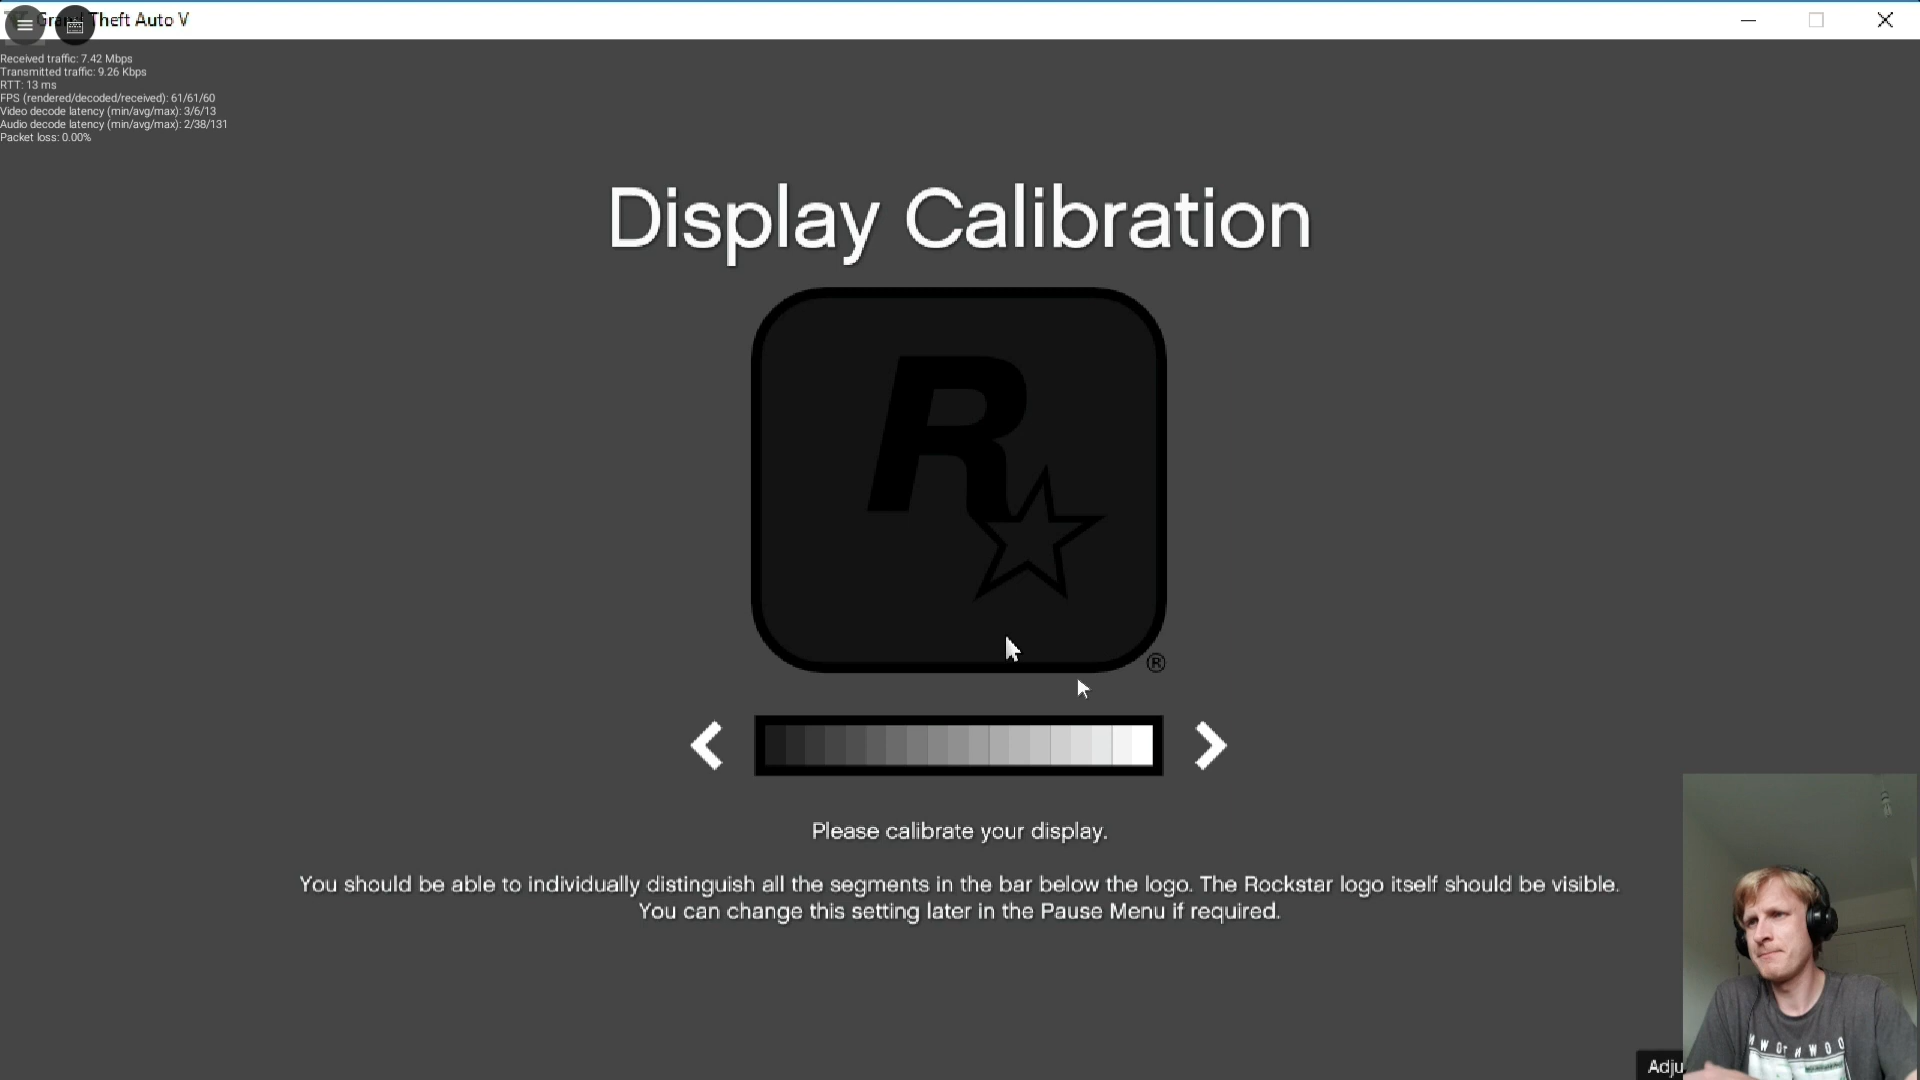 Grand Theft Auto V
Received traffic: 7.42 Mbps
Transmitted traffic: 9.26 Kbps
RTT: 13 ms
FPS (rendered/decoded/received): 61/61/60
Video decode latency (min/avg/max): 3/6/13
Audio decode latency (min/avg/max): 2/38/131
Packet loss: 0.00%
Display Calibration
R
®
Please calibrate your display.
You should be able to individually distinguish all the segments in the bar below the logo. The Rockstar logo itself should be visible.
You can change this setting later in the Pause Menu if required.
Adju